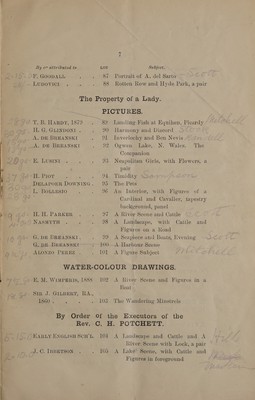 7
By or attributed to. LOT Subject.
F. GOODALL . . 87 Portrait of A. del Sarto
LUDOVICI . . . 88 Rotten Row and Hyde Park, a pair
The Property of a Lady.
PICTURES.
T. B. HARDY, 1879 . 89 Landing Fish at Equihen, Picardy
H. G. GLINDONI . 90 Harmony and Discord
A. DE BREANSKI . 91 Inverlochy and Ben Nevis
A. DE BREANSKI . 92 Ogwen Lake, N. Wales. The
Companion
E. LUMINI . . 93 Neapolitan Girls, with Flowers, a
pair
H. PIOT . . 94 Timidity
DELAPOER DOWNING . 95 The Pets
L. BOLLESIO . . 96 An Interior, with Figures of a
Cardinal and Cavalier, tapestry
background, panel
H. H. PARKER . 97 A River Scene and Cattle
NASMYTH . . 98 A Landscape, with Cattle and
Figures on a Road
G. DE BREANSKI . 99 A Seapiece and Boats, Evening
G. DE BREANSKI . 100 A Harbour Scene
ALONZO PEREZ . 101 A Figure Subject
WATER-COLOUR DRAWINGS.
E. M. WIMPERIS, 1888 . 102 A River Scene and Figures in a
Boat
SIR J. GILBERT, RA.,
1866 . . . 103 The Wandering Minstrels
By Order of the Executors of the
Rev. C. H. POTCHETT.
EARLY ENGLISH SCH'L 104 A Landscape and Cattle and A
River Scene with Lock, a pair
J. C. IBBETSON . . 105 A Lake Scene, with Cattle and
Figures in foreground